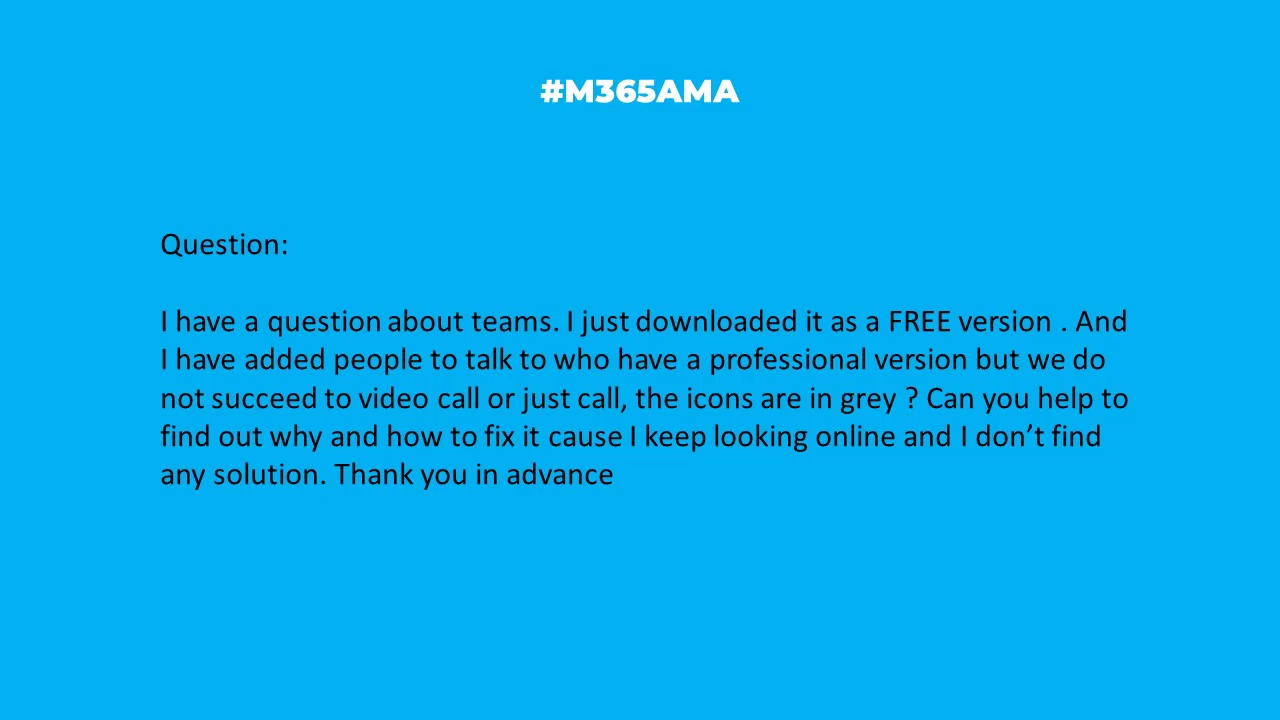 #M365AMA
Question:
I have a question about teams. I just downloaded it as a FREE version . And
I have added people to talk to who have a professional version but we do
not succeed to video call or just call, the icons are in grey ? Can you help to
find out why and how to fix it cause I keep looking online and I don’t find
any solution. Thank you in advance